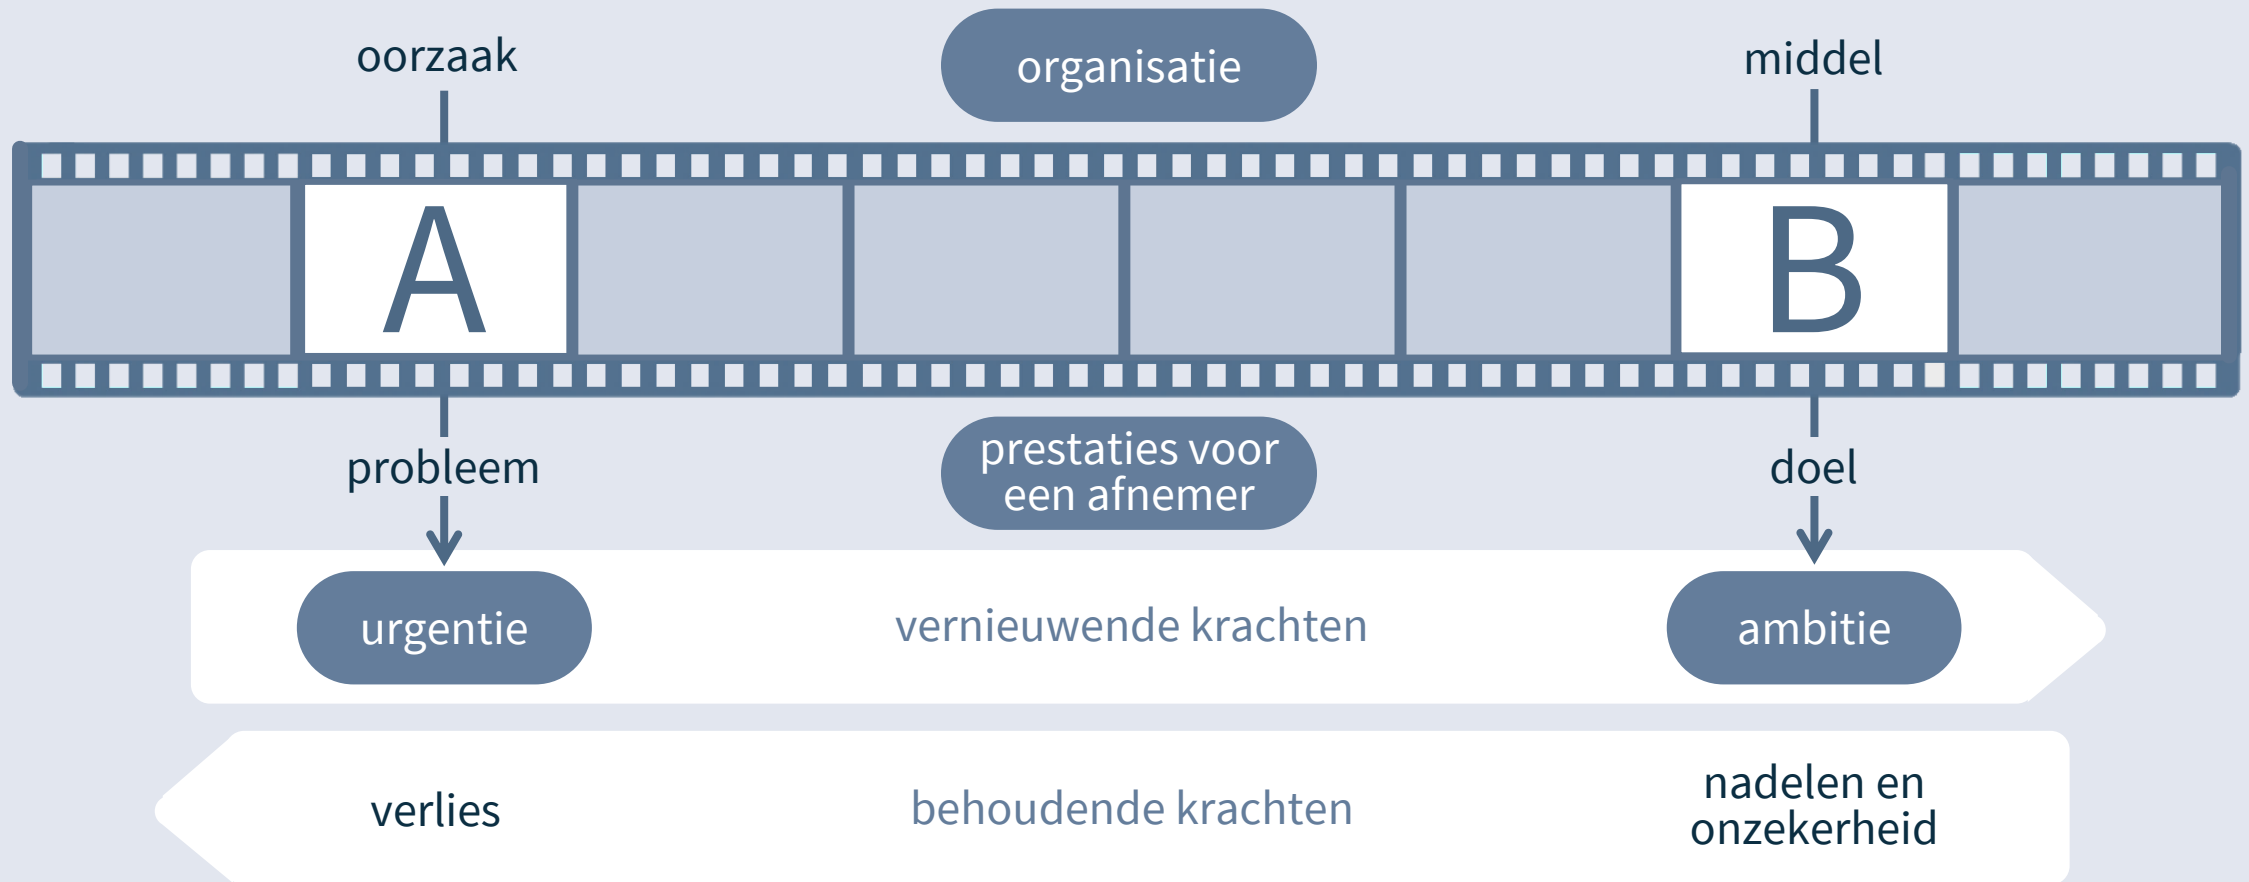 oorzaak
organisatie
middel
A
B
probleem
prestaties voor
een afnemer
doel
urgentie
vernieuwende krachten
ambitie
verlies
behoudende krachten
nadelen en
onzekerheid